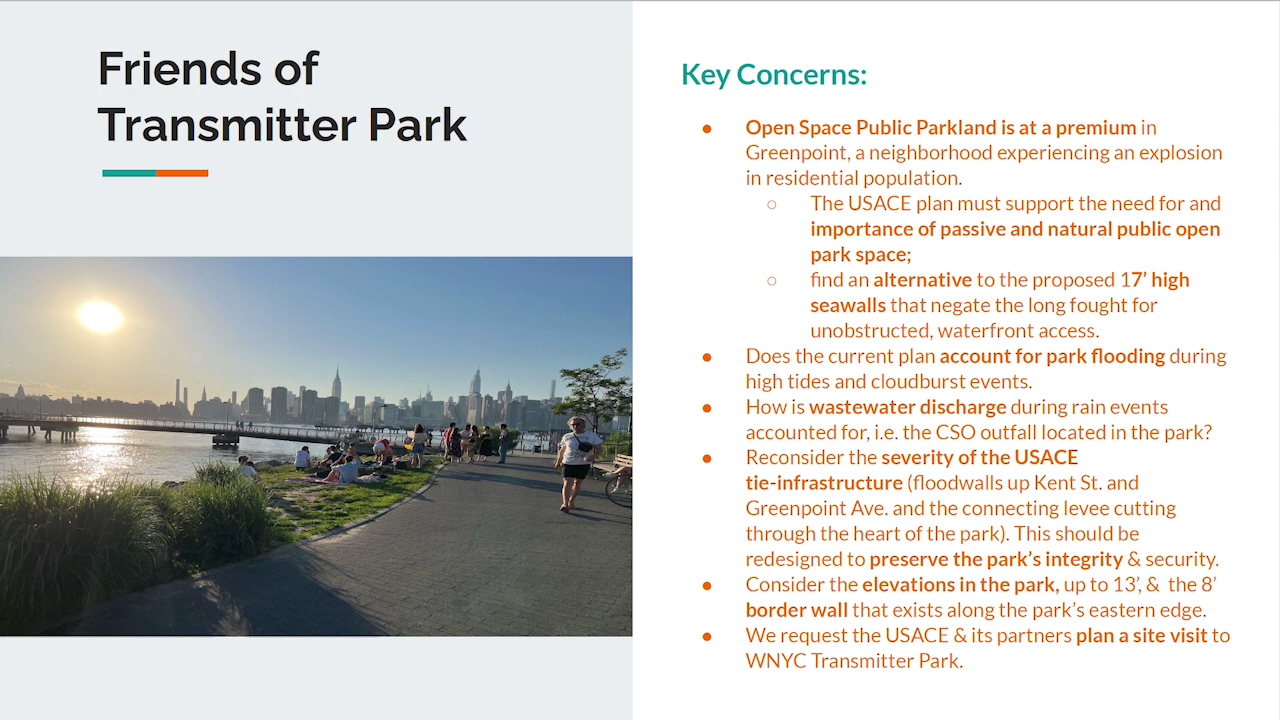 Friends of
Transmitter Park
Key Concerns:
● Open Space Public Parkland is at a premium in
Greenpoint, a neighborhood experiencing an explosion
in residential population.
○ The USACE plan must support the need for and
importance of passive and natural public open
park space;
○ find an alternative to the proposed 17’ high
seawalls that negate the long fought for
unobstructed, waterfront access.
● Does the current plan account for park flooding during
high tides and cloudburst events.
● How is wastewater discharge during rain events
accounted for, i.e. the CSO outfall located in the park?
● Reconsider the severity of the USACE
tie-infrastructure (floodwalls up Kent St. and
Greenpoint Ave. and the connecting levee cutting
through the heart of the park). This should be
redesigned to preserve the park’s integrity & security.
● Consider the elevations in the park, up to 13’, & the 8’
border wall that exists along the park’s eastern edge.
● We request the USACE & its partners plan a site visit to
WNYC Transmitter Park.